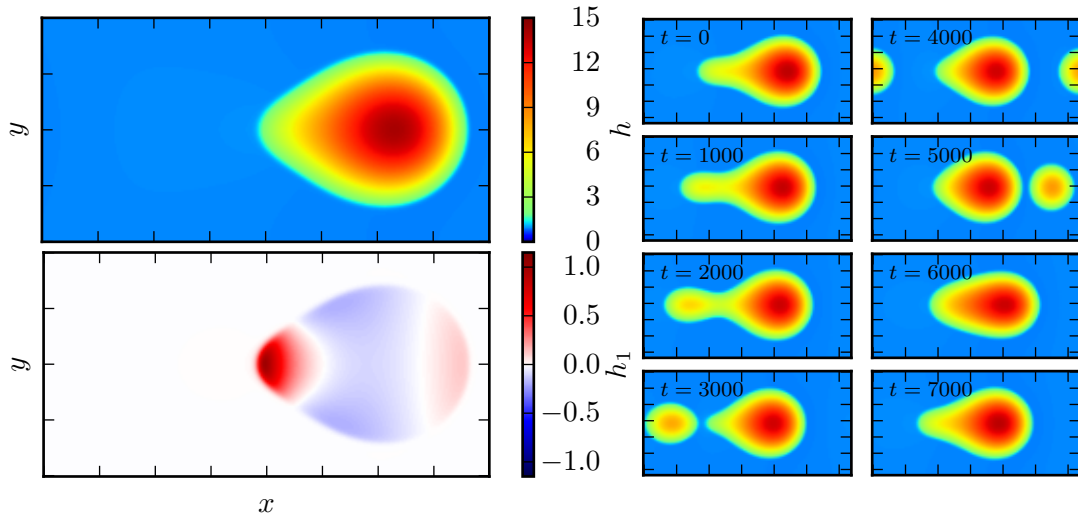 y
15
12
9
6
3
0
h
y
1.0
0.5
0.0
−0.5
−1.0
h₁
x
t = 0
t = 4000
t = 1000
t = 5000
t = 2000
t = 6000
t = 3000
t = 7000